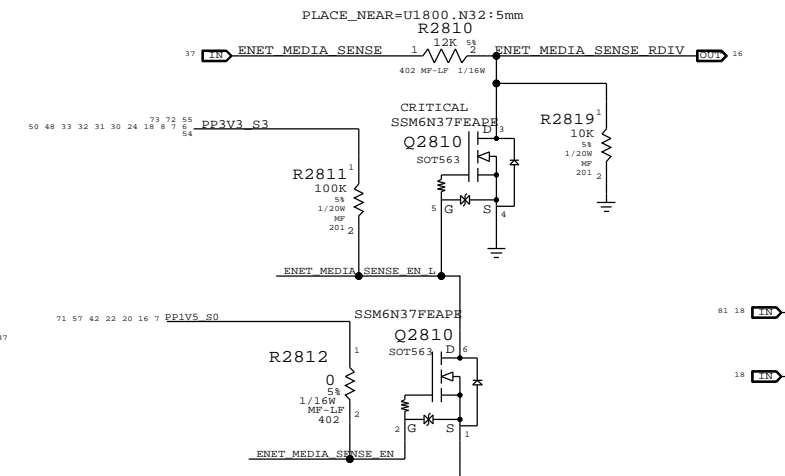 PLACE_NEAR=U1800.N32:5mm
R2810
12K 5%
37 IN ENET_MEDIA_SENSE 1 2 ENET_MEDIA_SENSE_RDIV OUT 16
402 MF-LF 1/16W
CRITICAL
SSM6N37FEAPE
D 3
Q2810
SOT563
5 G S 4
R2819 1
10K
5%
1/20W
MF
201 2
73 72 55
50 48 33 32 31 30 24 18 8 7 6 PP3V3_S3
54
R2811 1
100K
5%
1/20W
MF
201 2
ENET_MEDIA_SENSE_EN_L
81 18 IN
71 57 42 22 20 16 7 PP1V5_S0
SSM6N37FEAPE
Q2810
SOT563 D 6
2 G S 1
R2812 1
0
5%
1/16W
MF-LF 2
402
37
18 IN
ENET_MEDIA_SENSE_EN